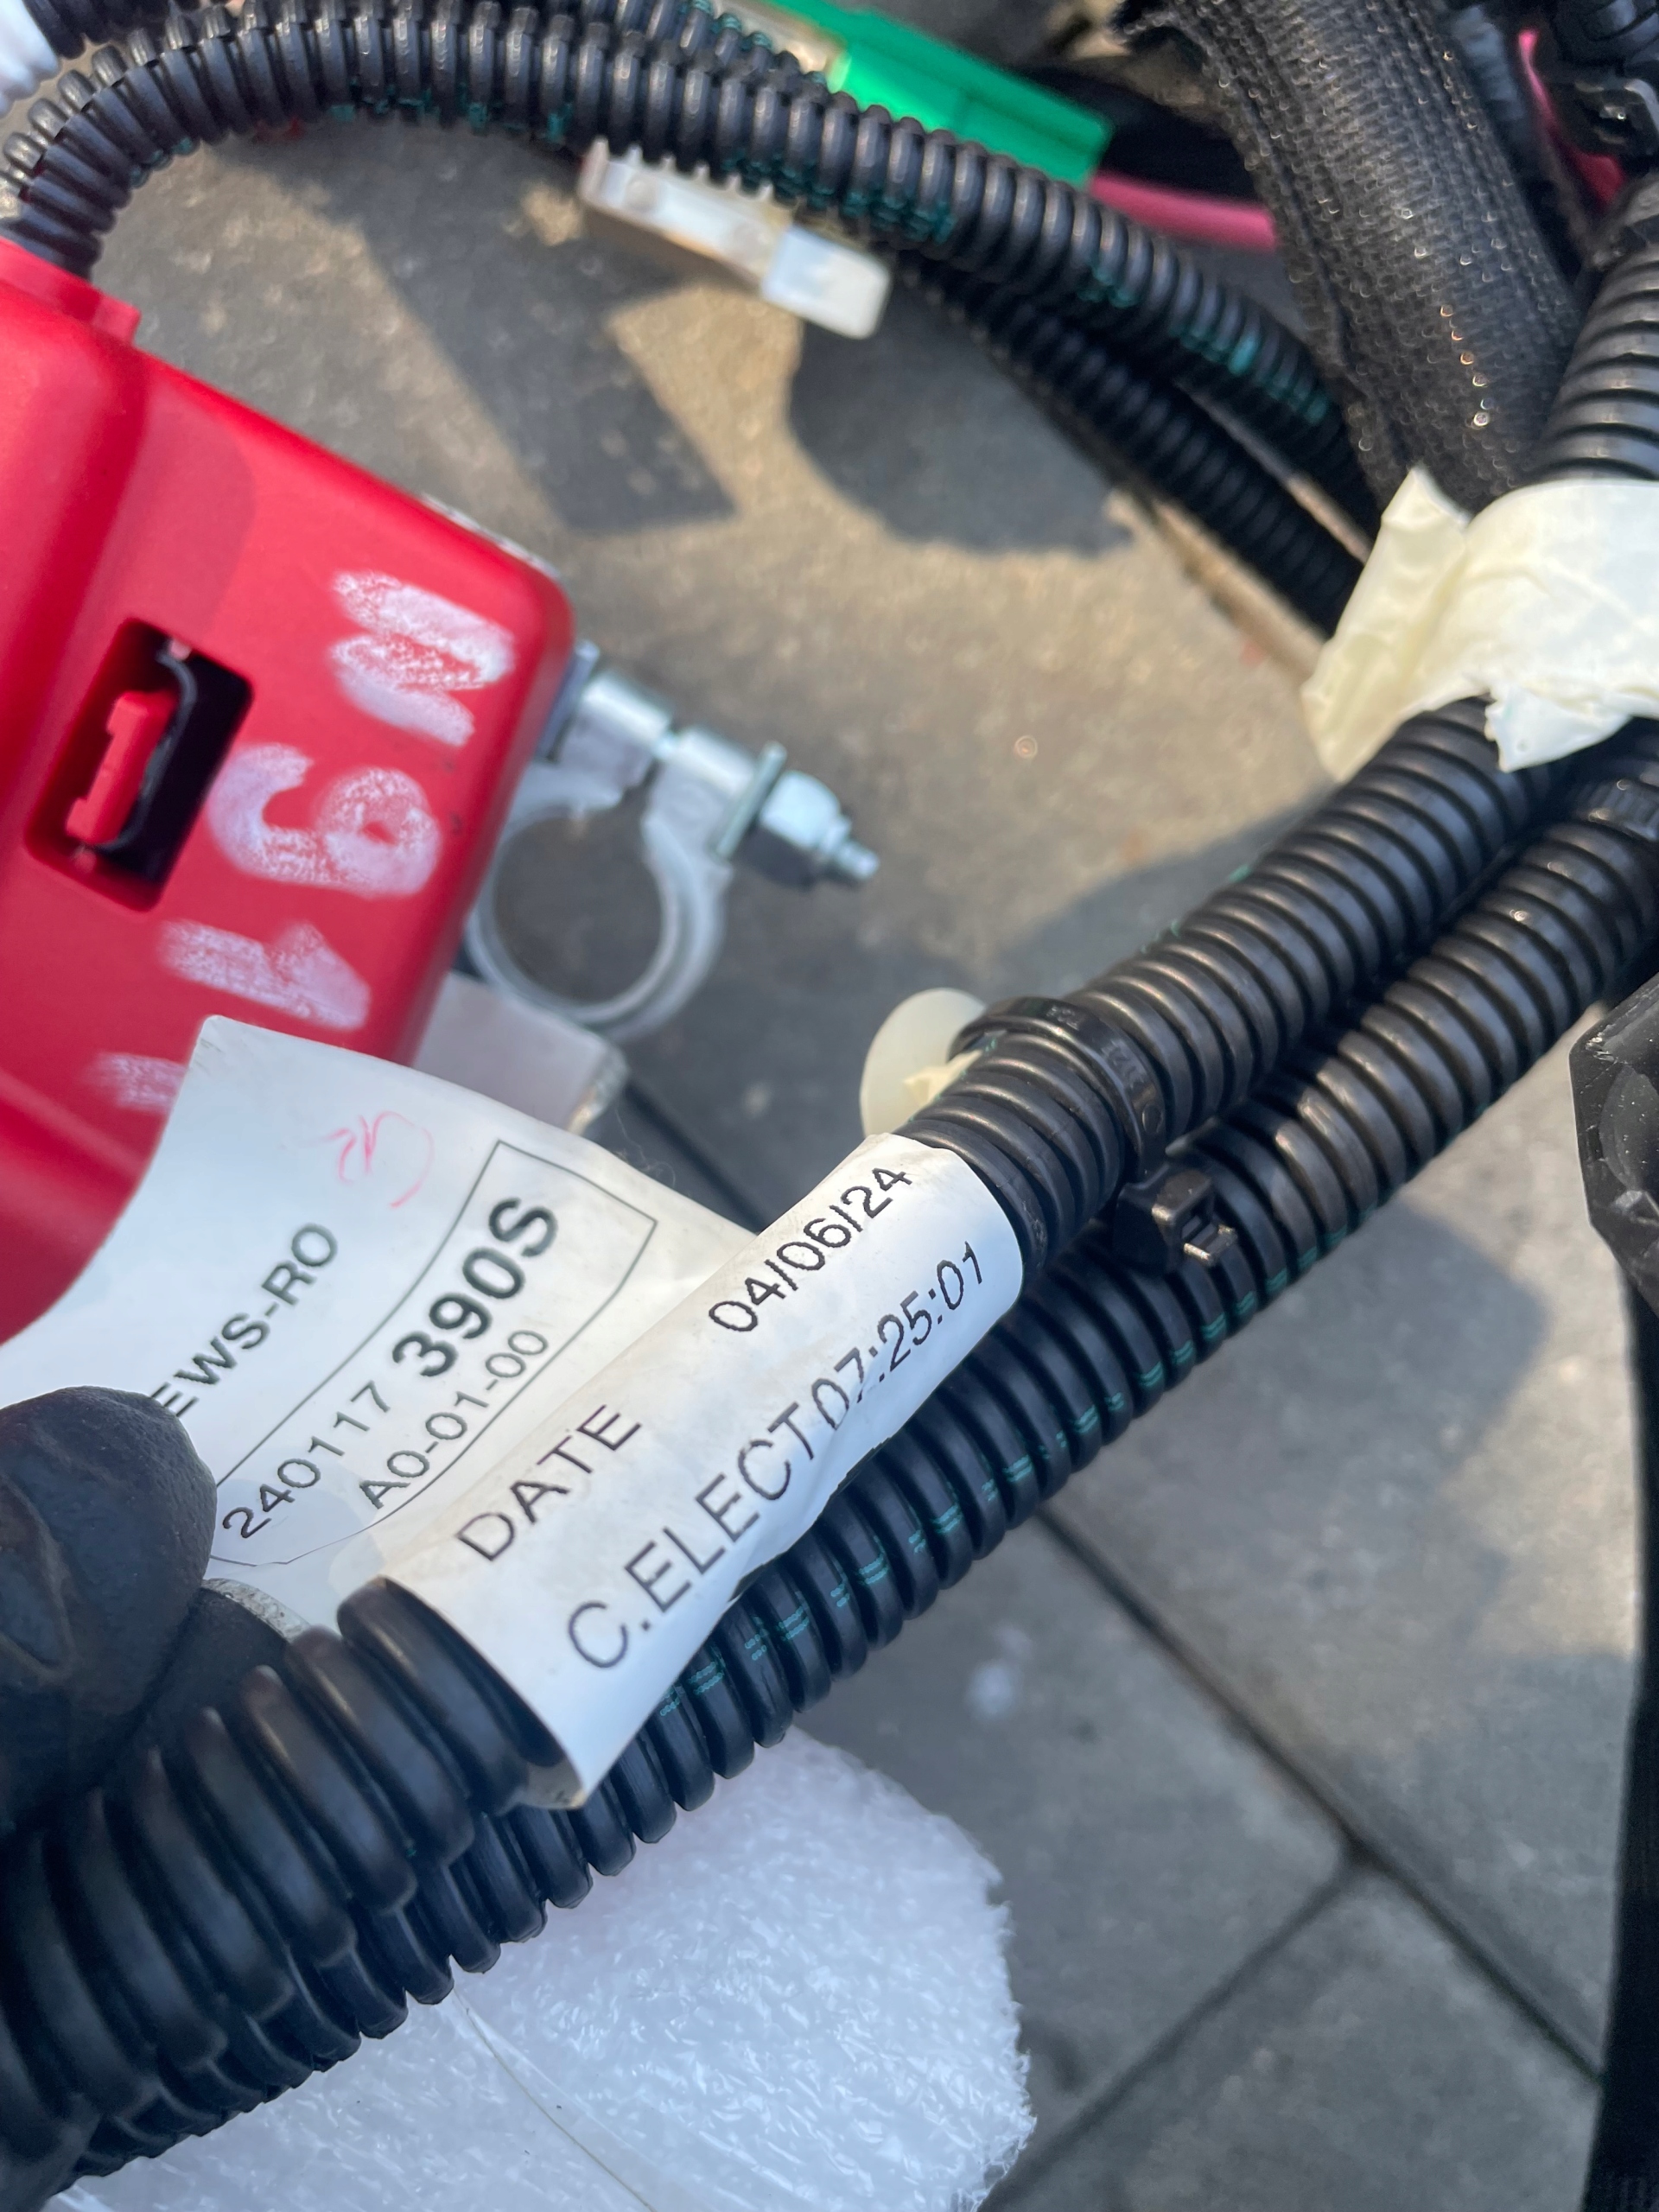 EWS-RO
240117 390S
A0-01-00
DATE 04/06/24
C.ELECT 07:25:01